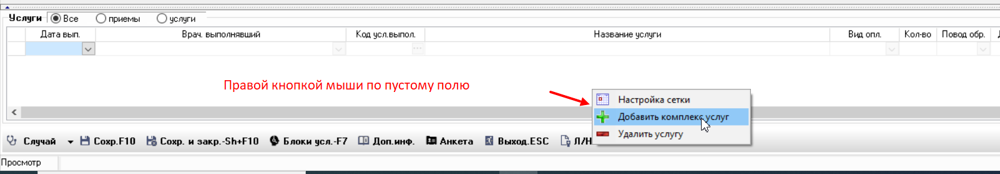 Услуги Все приемы услуги
Дата вып. Врач. выполнявший Код усл.выпол. Название услуги Вид опл. Кол-во Повод обр.
Правой кнопкой мыши по пустому полю
Настройка сетки
Добавить комплекс услуг
Удалить услугу
Случай Сохр.F10 Сохр. и закр.-Sh+F10 Блоки усл.-F7 Доп.инф. Анкета Выход.ESC Л/Н
Просмотр